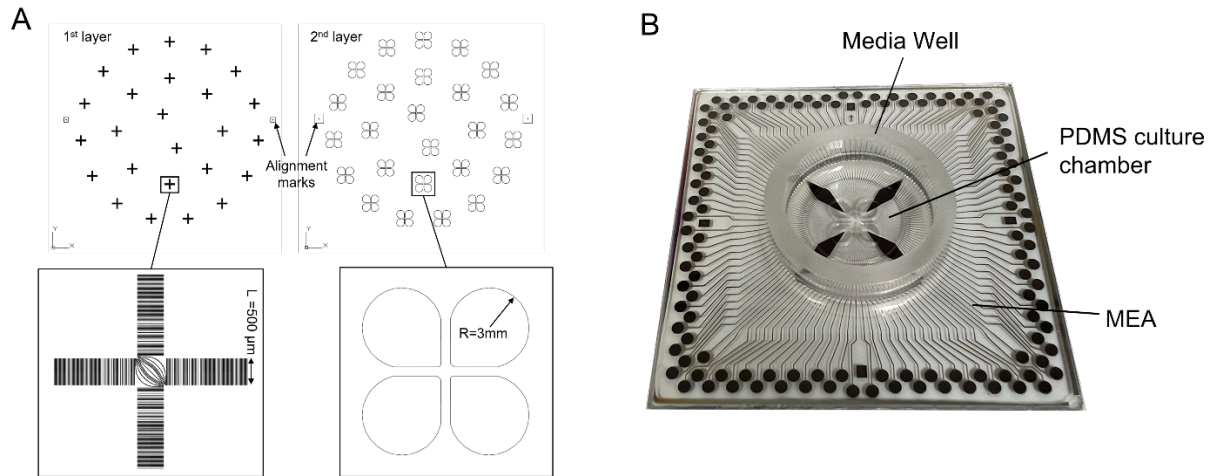 A
1st layer
2nd layer
Alignment
marks
Y
X
Y
X
L =500 µm
R=3mm
B
Media Well
PDMS culture
chamber
MEA